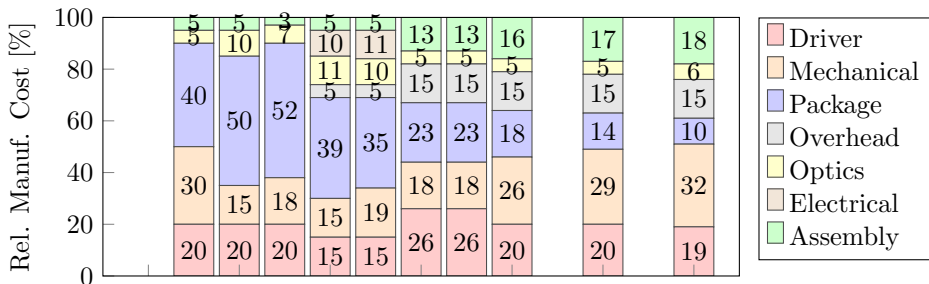 Rel. Manuf. Cost [%]
100
80
60
40
20
0
5 5 3 5 5 13 13 16 17 18
5 10 7 10 11 5 5 5 5 6
11 10
5 5 15 15 15 15 15
40 50 52 39 35 23 23 18 14 10
30 15 18 15 19 18 18 26 29 32
20 20 20 15 15 26 26 20 20 19
Driver
Mechanical
Package
Overhead
Optics
Electrical
Assembly